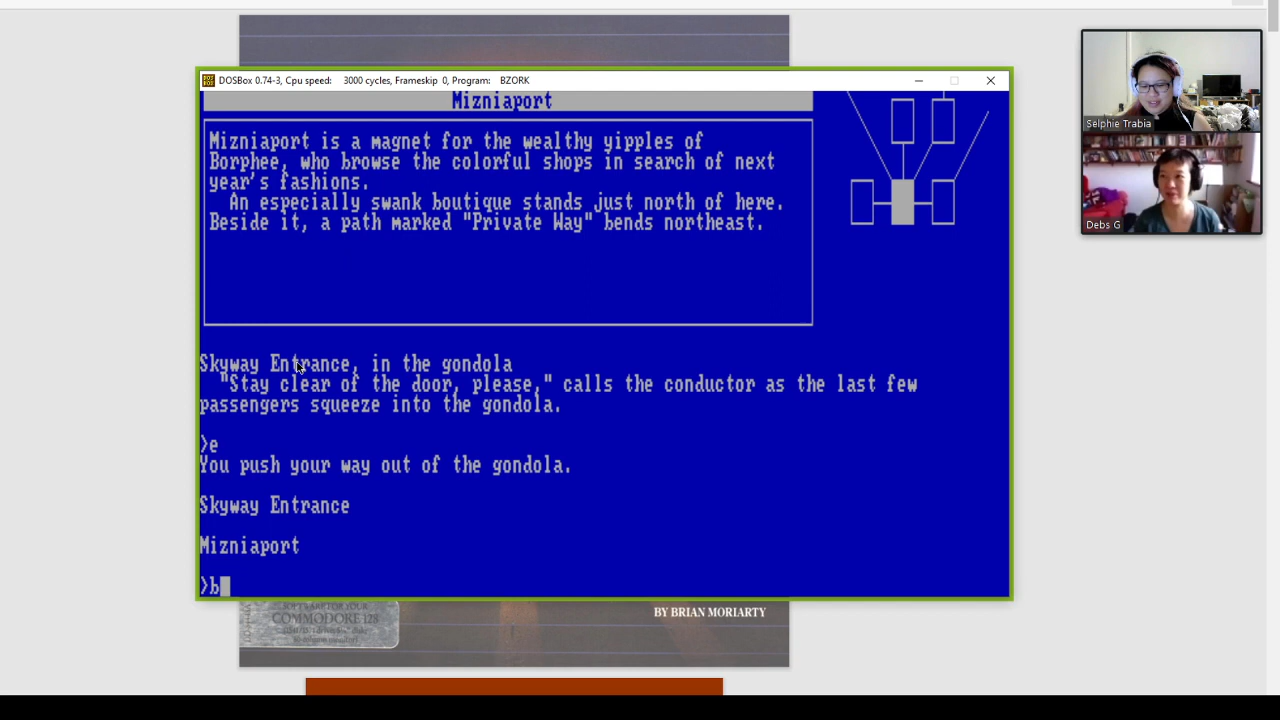 DOSBox 0.74-3, Cpu speed: 3000 cycles, Frameskip 0, Program: BZORK
Mizniaport
Mizniaport is a magnet for the wealthy yipples of
Borphee, who browse the colorful shops in search of next
year's fashions.
An especially swank boutique stands just north of here.
Beside it, a path marked "Private Way" bends northeast.
Skyway Entrance, in the gondola
"Stay clear of the door, please," calls the conductor as the last few
passengers squeeze into the gondola.
>e
You push your way out of the gondola.
Skyway Entrance
Mizniaport
>b
SOFTWARE FOR YOUR
COMMODORE 128
BY BRIAN MORIARTY
Selphie Trabia
Debs G